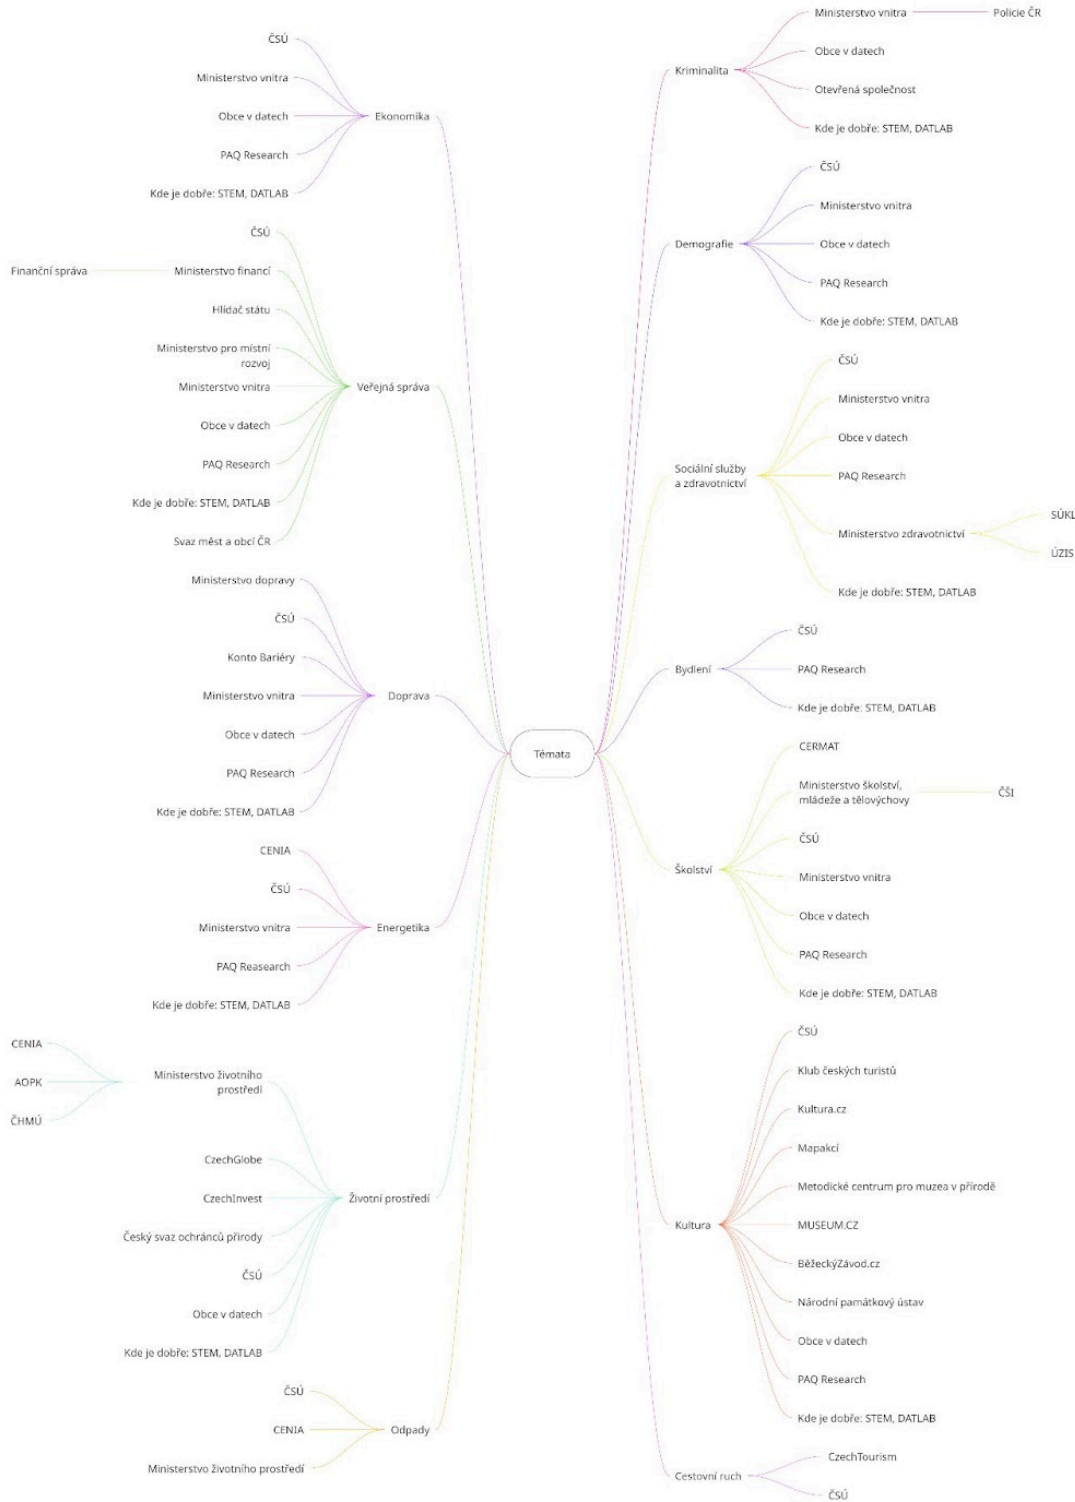 Témata
Ekonomika
ČSÚ
Ministerstvo vnitra
Obce v datech
PAQ Research
Kde je dobře: STEM, DATLAB
Veřejná správa
ČSÚ
Ministerstvo financí
Finanční správa
Hlídač státu
Ministerstvo pro místní
rozvoj
Ministerstvo vnitra
Obce v datech
PAQ Research
Kde je dobře: STEM, DATLAB
Svaz měst a obcí ČR
Doprava
Ministerstvo dopravy
ČSÚ
Konto Bariéry
Ministerstvo vnitra
Obce v datech
PAQ Research
Kde je dobře: STEM, DATLAB
Energetika
CENIA
ČSÚ
Ministerstvo vnitra
PAQ Reasearch
Kde je dobře: STEM, DATLAB
Životní prostředí
Ministerstvo životního
prostředí
CENIA
AOPK
ČHMÚ
CzechGlobe
CzechInvest
Český svaz ochránců přírody
ČSÚ
Obce v datech
Kde je dobře: STEM, DATLAB
Odpady
ČSÚ
CENIA
Ministerstvo životního prostředí
Kriminalita
Ministerstvo vnitra
Policie ČR
Obce v datech
Otevřená společnost
Kde je dobře: STEM, DATLAB
Demografie
ČSÚ
Ministerstvo vnitra
Obce v datech
PAQ Research
Kde je dobře: STEM, DATLAB
Sociální služby
a zdravotnictví
ČSÚ
Ministerstvo vnitra
Obce v datech
PAQ Research
Ministerstvo zdravotnictví
SÚKL
ÚZIS
Kde je dobře: STEM, DATLAB
Bydlení
ČSÚ
PAQ Research
Kde je dobře: STEM, DATLAB
Školství
CERMAT
Ministerstvo školství,
mládeže a tělovýchovy
ČŠI
ČSÚ
Ministerstvo vnitra
Obce v datech
PAQ Research
Kde je dobře: STEM, DATLAB
Kultura
ČSÚ
Klub českých turistů
Kultura.cz
Mapakcí
Metodické centrum pro muzea v přírodě
MUSEUM.CZ
BěžeckýZávod.cz
Národní památkový ústav
Obce v datech
PAQ Research
Kde je dobře: STEM, DATLAB
Cestovní ruch
CzechTourism
ČSÚ